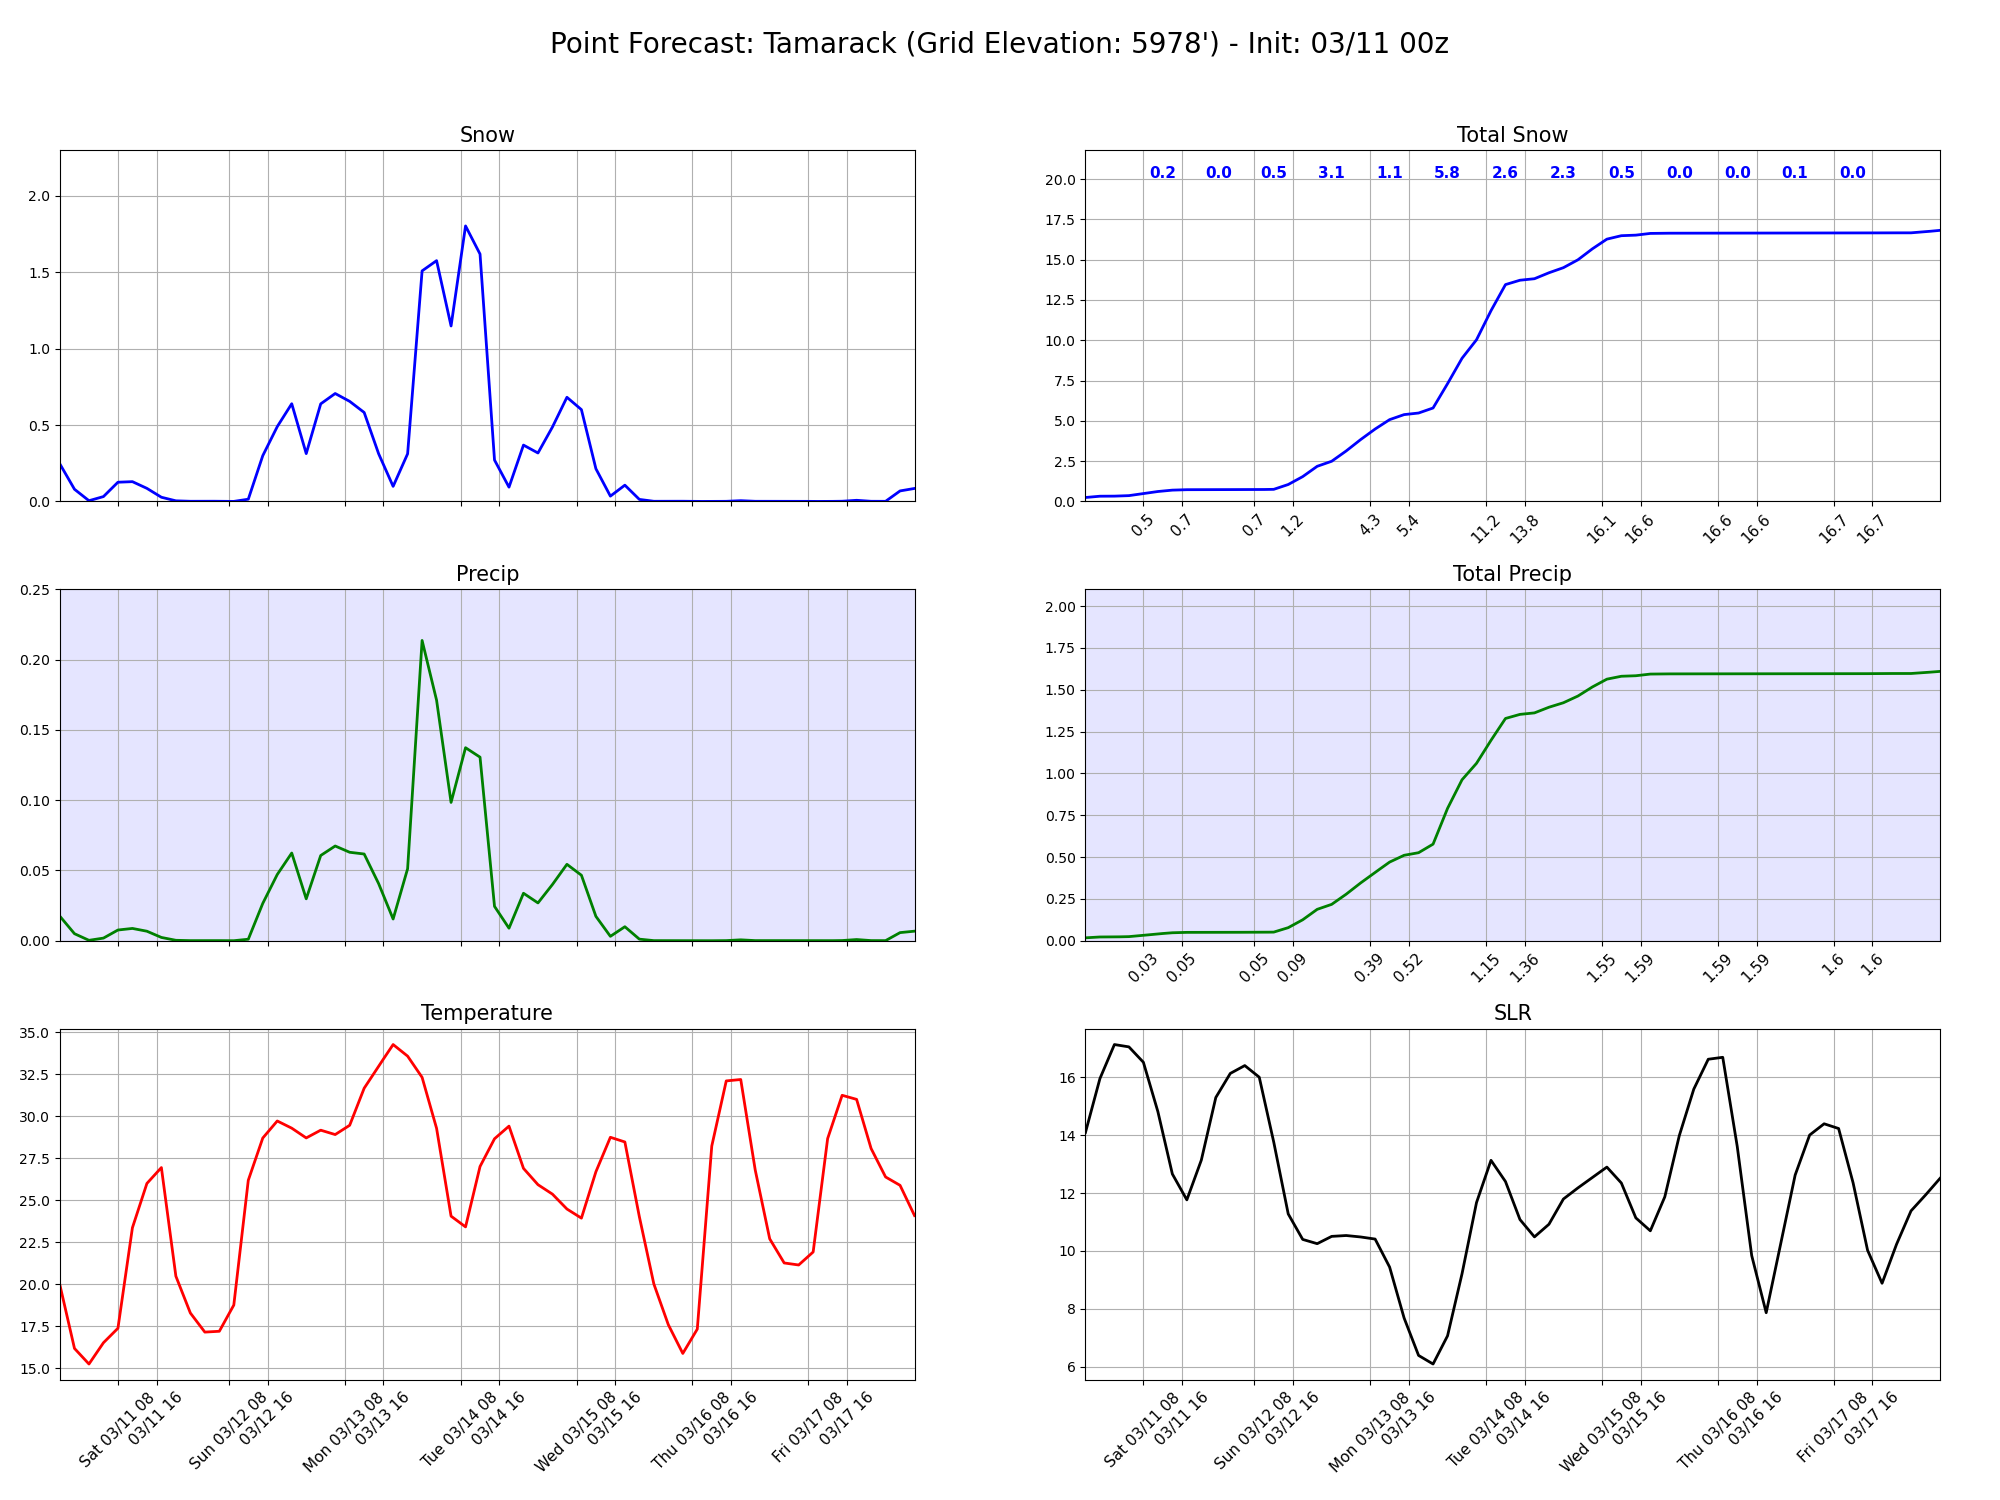 Point Forecast: Tamarack (Grid Elevation: 5978') - Init: 03/11 00z
Snow
2.0
1.5
1.0
0.5
0.0
Total Snow
0.2 0.0 0.5 3.1 1.1 5.8 2.6 2.3 0.5 0.0 0.0 0.1 0.0
20.0
17.5
15.0
12.5
10.0
7.5
5.0
2.5
0.0
0.5 0.7 0.7 1.2 4.3 5.4 11.2 13.8 16.1 16.6 16.6 16.6 16.7 16.7
Precip
0.25
0.20
0.15
0.10
0.05
0.00
Total Precip
2.00
1.75
1.50
1.25
1.00
0.75
0.50
0.25
0.00
0.03 0.05 0.05 0.09 0.39 0.52 1.15 1.36 1.55 1.59 1.59 1.59 1.6 1.6
Temperature
35.0
32.5
30.0
27.5
25.0
22.5
20.0
17.5
15.0
Sat 03/11 08
03/11 16
Sun 03/12 08
03/12 16
Mon 03/13 08
03/13 16
Tue 03/14 08
03/14 16
Wed 03/15 08
03/15 16
Thu 03/16 08
03/16 16
Fri 03/17 08
03/17 16
SLR
16
14
12
10
8
6
Sat 03/11 08
03/11 16
Sun 03/12 08
03/12 16
Mon 03/13 08
03/13 16
Tue 03/14 08
03/14 16
Wed 03/15 08
03/15 16
Thu 03/16 08
03/16 16
Fri 03/17 08
03/17 16